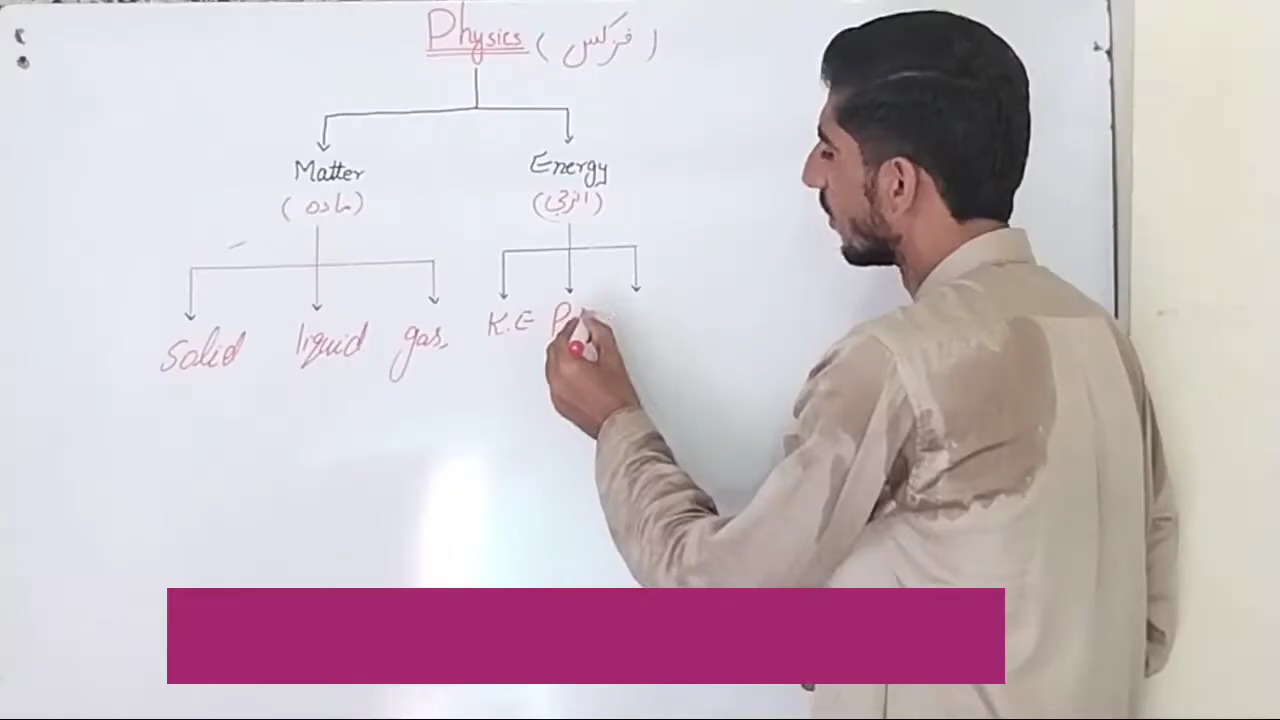 Physics (فزکس)
Matter Energy
(مادہ) (انرجی)
Solid liquid gas, K.E P